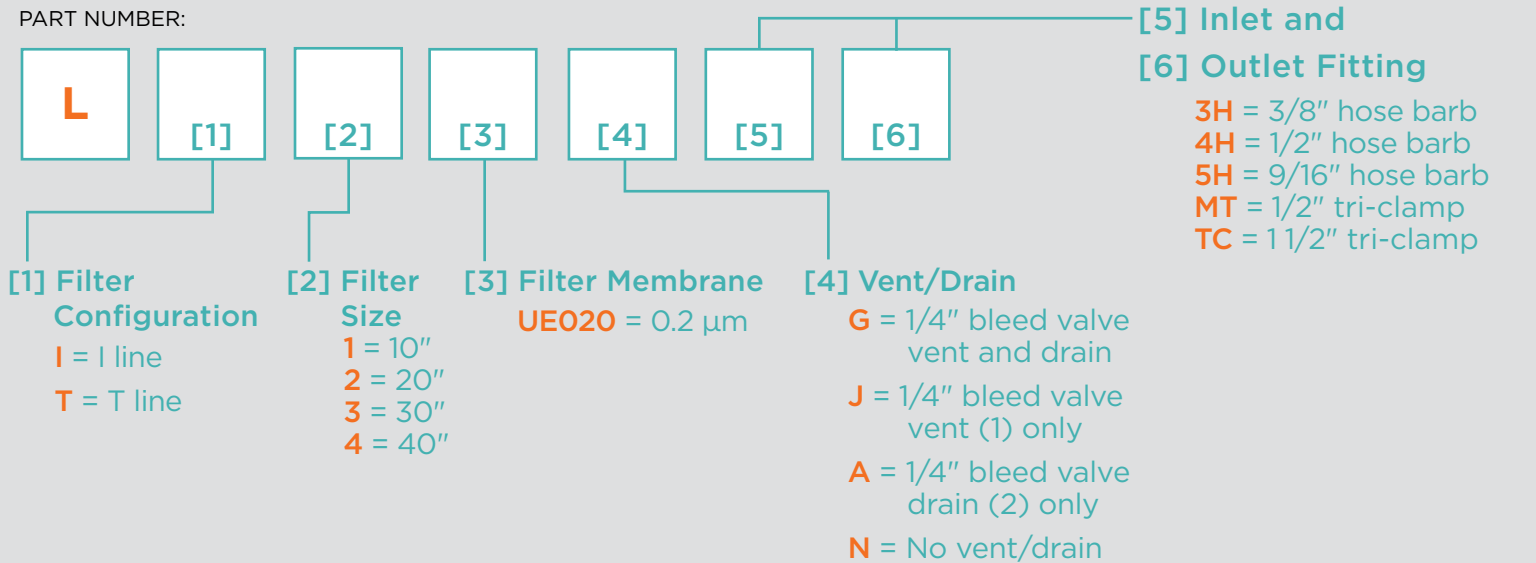 PART NUMBER:
L
[1]
[2]
[3]
[4]
[5]
[6]
[5] Inlet and
[6] Outlet Fitting
3H = 3/8" hose barb
4H = 1/2" hose barb
5H = 9/16" hose barb
MT = 1/2" tri-clamp
TC = 1 1/2" tri-clamp
[1] Filter
Configuration
I = I line
T = T line
[2] Filter
Size
1 = 10"
2 = 20"
3 = 30"
4 = 40"
[3] Filter Membrane
UE020 = 0.2 µm
[4] Vent/Drain
G = 1/4" bleed valve
vent and drain
J = 1/4" bleed valve
vent (1) only
A = 1/4" bleed valve
drain (2) only
N = No vent/drain